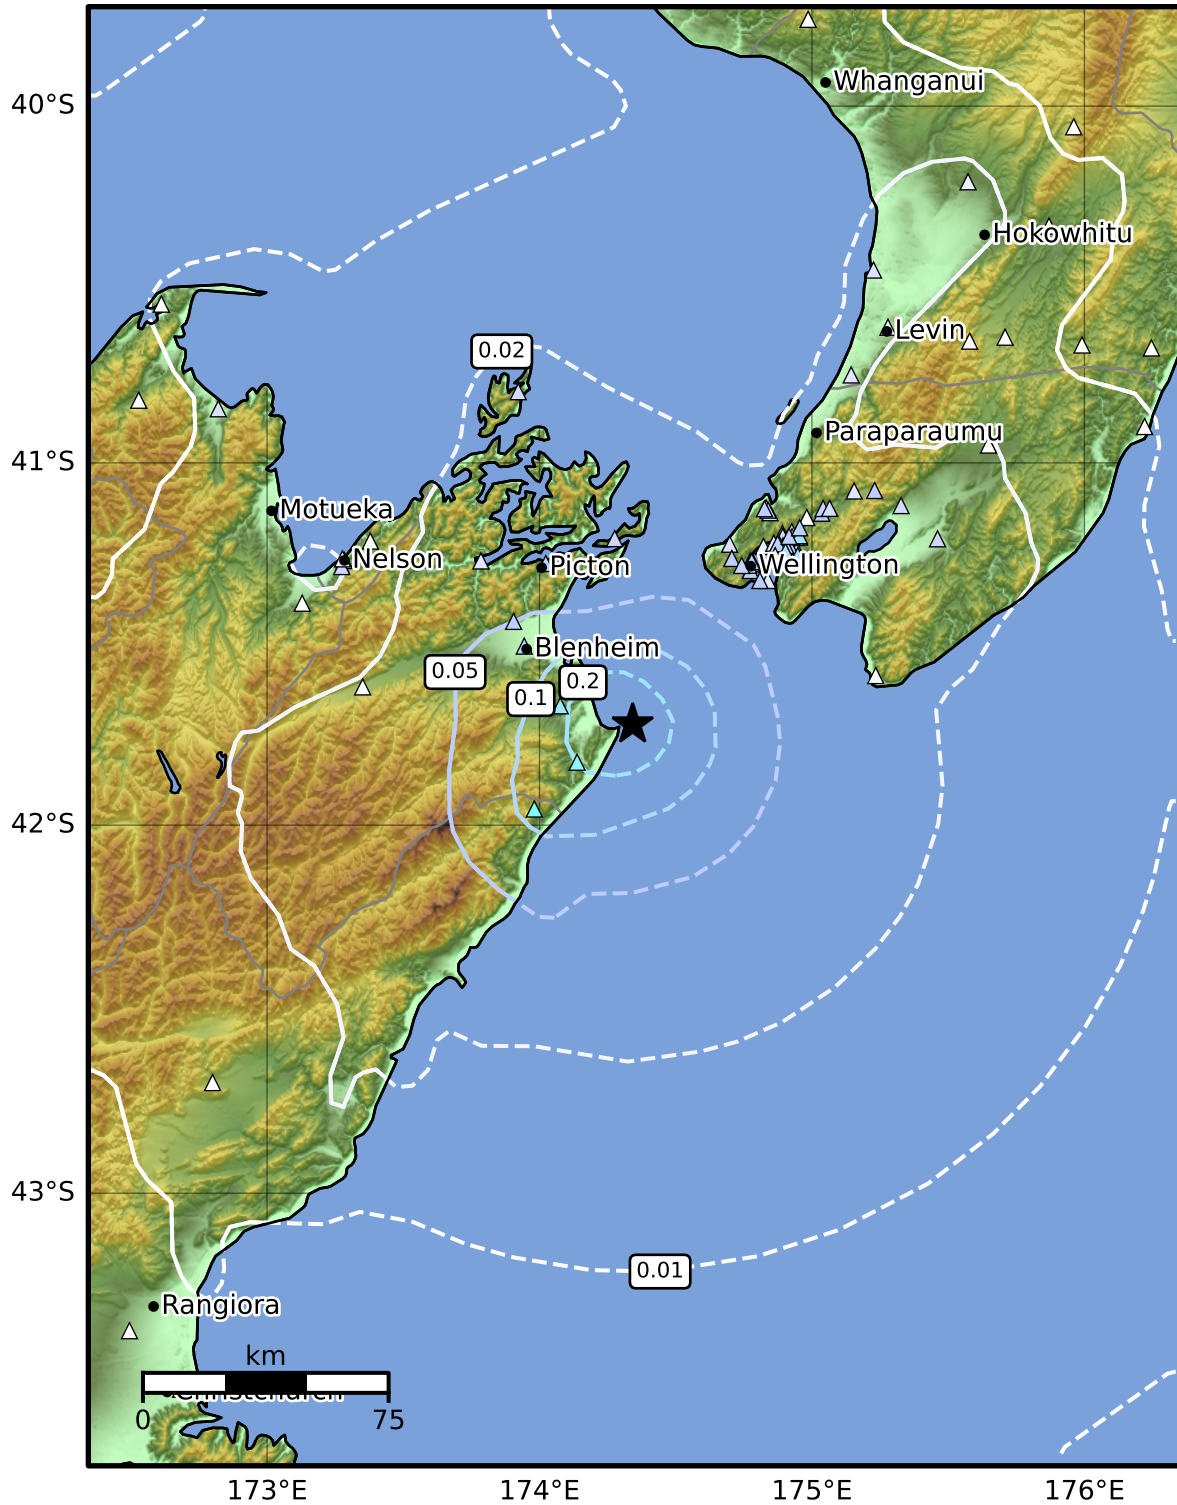 Whanganui
40°S
Hokowhitu
Levin
0.02
Paraparaumu
41°S
Motueka
Nelson
Picton
Wellington
Blenheim
0.05
0.2
0.1
42°S
43°S
0.01
Rangiora
km
0
75
173°E
174°E
175°E
176°E